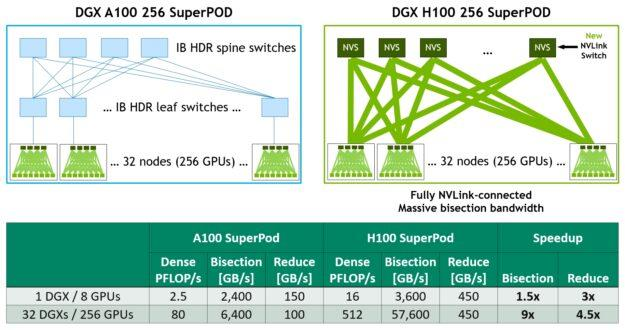 DGX A100 256 SuperPOD
IB HDR spine switches
... IB HDR leaf switches ...
... 32 nodes (256 GPUs) ...
DGX H100 256 SuperPOD
NVS NVS NVS ... NVS
New
NVLink
Switch
... 32 nodes (256 GPUs) ...
Fully NVLink-connected
Massive bisection bandwidth
A100 SuperPod H100 SuperPod Speedup
Dense PFLOP/s Bisection [GB/s] Reduce [GB/s] Dense PFLOP/s Bisection [GB/s] Reduce [GB/s] Bisection Reduce
1 DGX / 8 GPUs 2.5 2,400 150 16 3,600 450 1.5x 3x
32 DGXs / 256 GPUs 80 6,400 100 512 57,600 450 9x 4.5x